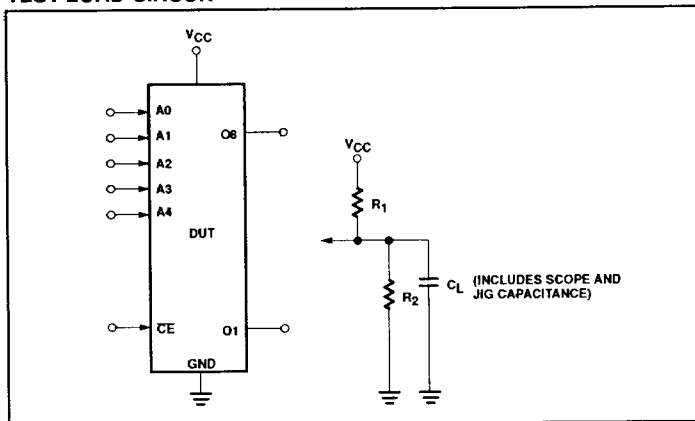 VCC
A0
A1
A2
A3
A4
DUT
O8
CE
O1
GND
VCC
R1
R2
CL (INCLUDES SCOPE AND
JIG CAPACITANCE)